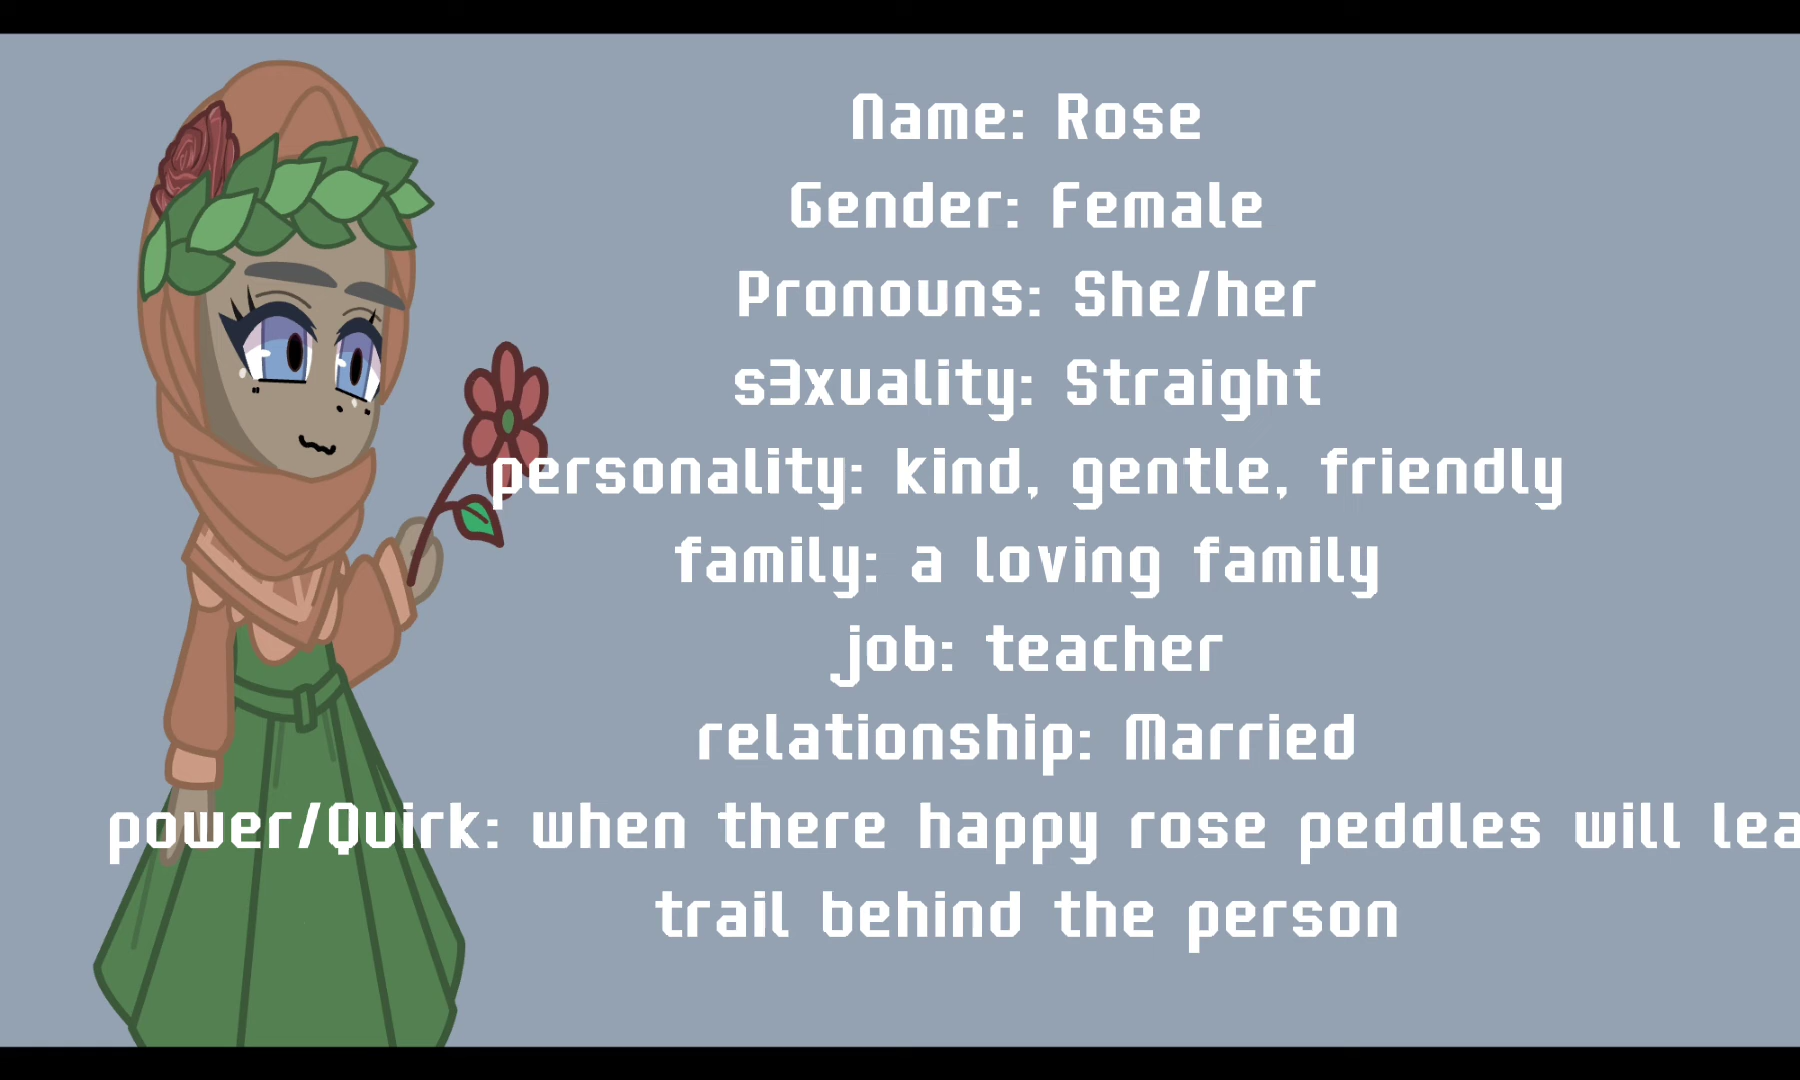 Name: Rose
Gender: Female
Pronouns: She/her
s3xuality: Straight
personality: kind, gentle, friendly
family: a loving family
job: teacher
relationship: Married
power/Quirk: when there happy rose peddles will
trail behind the person